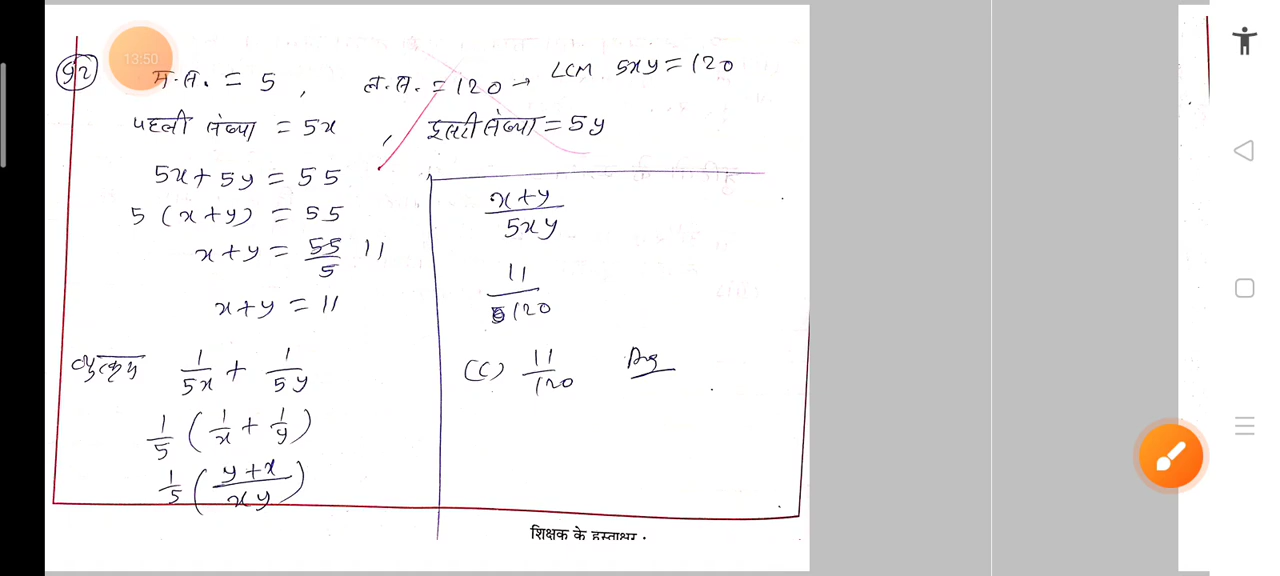 92
13:50
म.स. = 5 , ल.स. = 120 → LCM 5xy = 120
पहली संख्या = 5x , दूसरी संख्या = 5y
5x + 5y = 55
5 (x + y) = 55
x + y = 55/5 11
x + y = 11
व्युत्क्रम 1/5x + 1/5y
1/5 (1/x + 1/y)
1/5 (y + x / xy)
x + y / 5xy
11 / 120
(C) 11/120 Ans
शिक्षक के हस्ताक्षर .